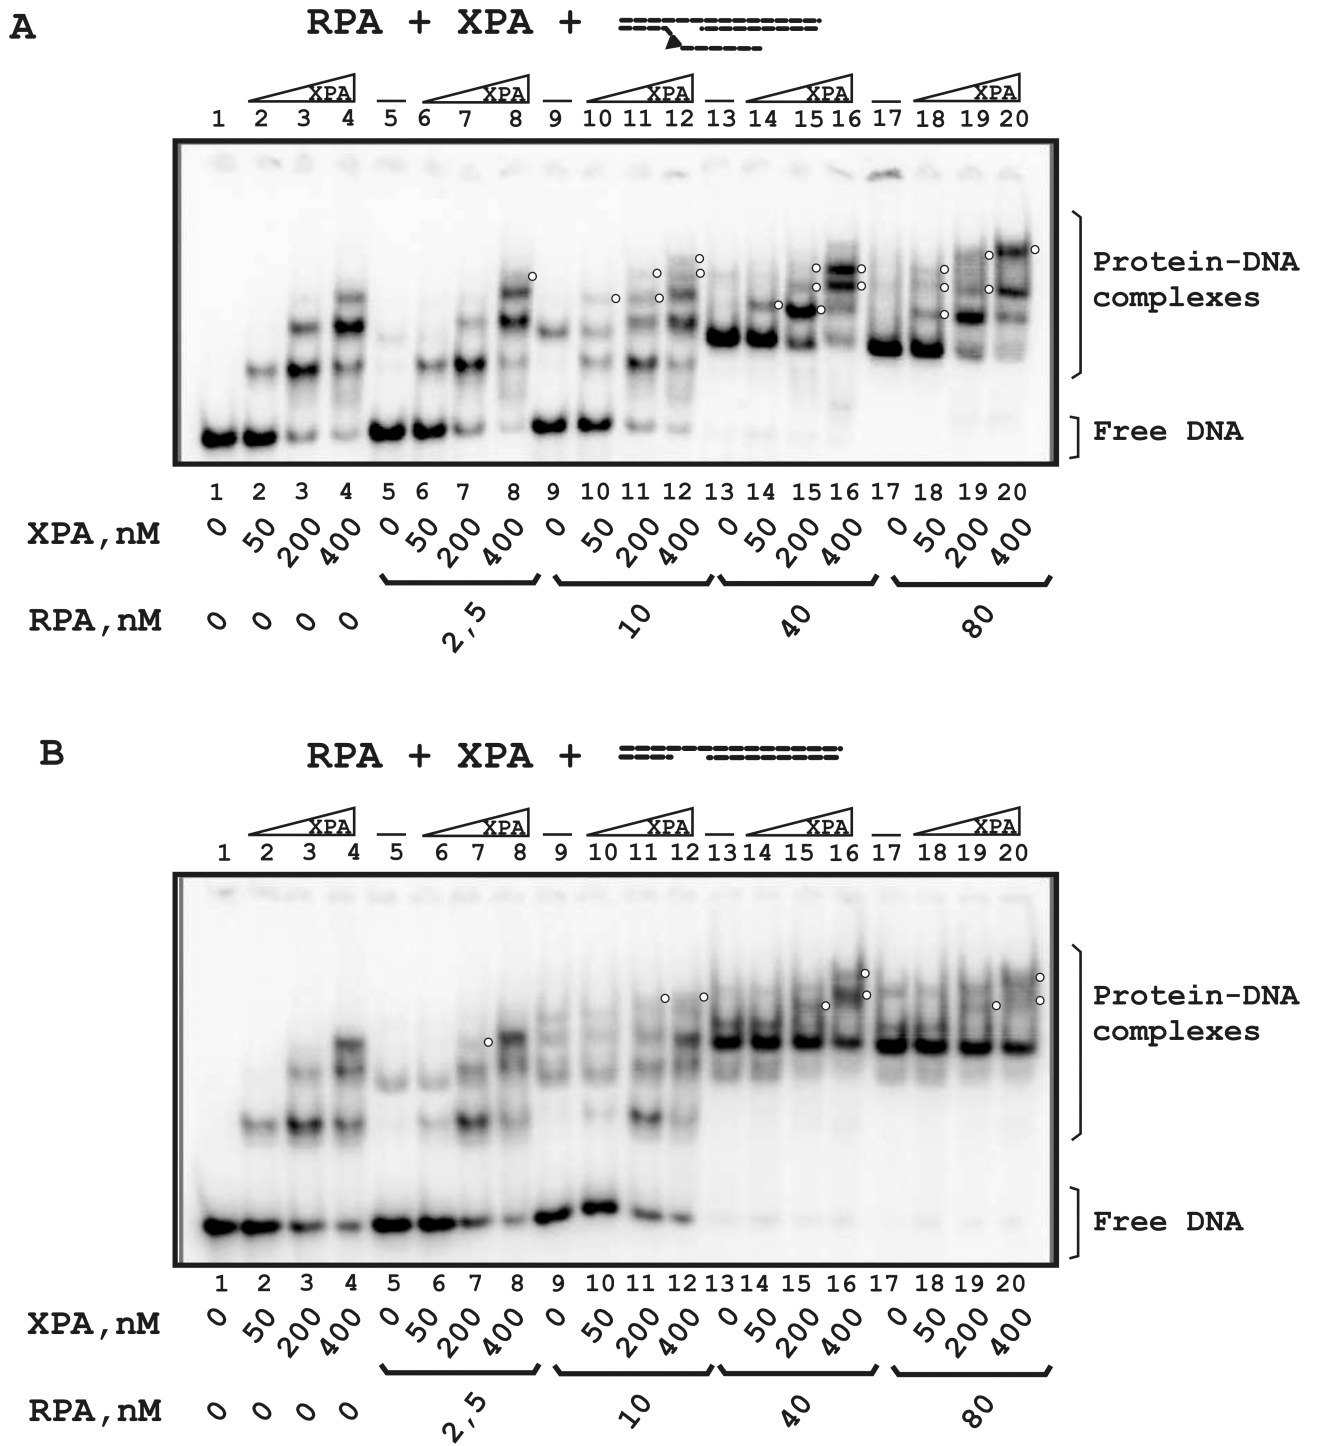 A
RPA + XPA +
XPA XPA XPA XPA XPA
1 2 3 4 5 6 7 8 9 10 11 12 13 14 15 16 17 18 19 20
Protein-DNA
complexes
Free DNA
1 2 3 4 5 6 7 8 9 10 11 12 13 14 15 16 17 18 19 20
XPA,nM 0 50 200 400 0 50 200 400 0 50 200 400 0 50 200 400 0 50 200 400
RPA,nM 0 0 0 0 2,5 10 40 80
B
RPA + XPA +
XPA XPA XPA XPA XPA
1 2 3 4 5 6 7 8 9 10 11 12 13 14 15 16 17 18 19 20
Protein-DNA
complexes
Free DNA
1 2 3 4 5 6 7 8 9 10 11 12 13 14 15 16 17 18 19 20
XPA,nM 0 50 200 400 0 50 200 400 0 50 200 400 0 50 200 400 0 50 200 400
RPA,nM 0 0 0 0 2,5 10 40 80